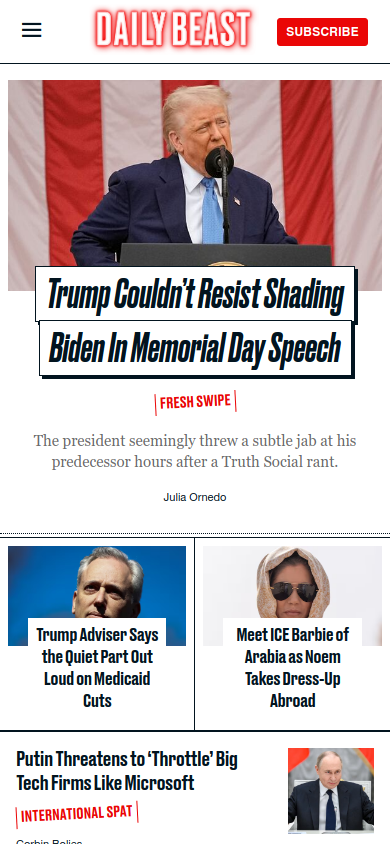 DAILY BEAST
SUBSCRIBE
Trump Couldn't Resist Shading
Biden In Memorial Day Speech
FRESH SWIPE
The president seemingly threw a subtle jab at his
predecessor hours after a Truth Social rant.
Julia Ornedo
Trump Adviser Says
the Quiet Part Out
Loud on Medicaid
Cuts
Meet ICE Barbie of
Arabia as Noem
Takes Dress-Up
Abroad
Putin Threatens to ‘Throttle’ Big
Tech Firms Like Microsoft
INTERNATIONAL SPAT
Corbin Bolies